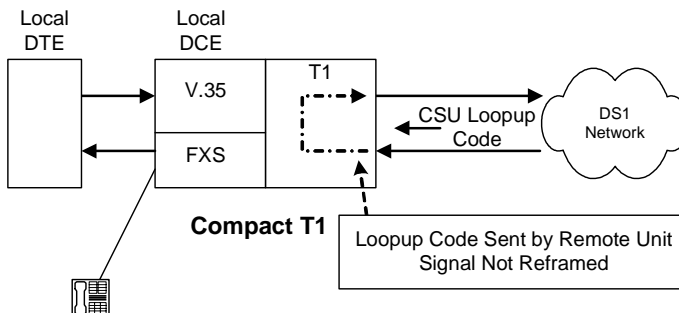 Local
DTE
Local
DCE
V.35
T1
FXS
CSU Loopup
Code
DS1
Network
Compact T1
Loopup Code Sent by Remote Unit
Signal Not Reframed